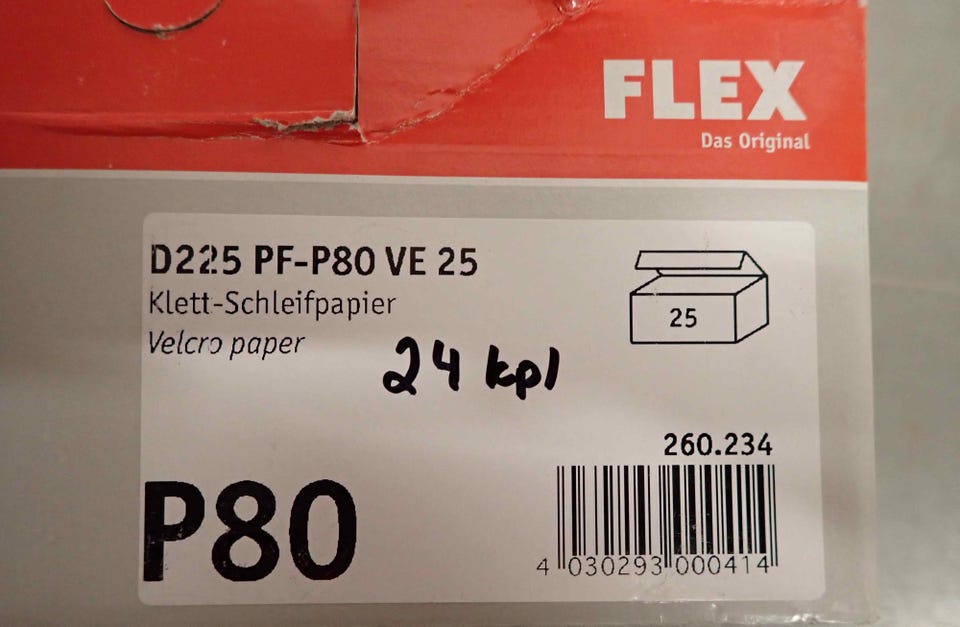 FLEX
Das Original
D225 PF-P80 VE 25
Klett-Schleifpapier
Velcro paper
25
24 kpl
260.234
P80
4 030293 000414